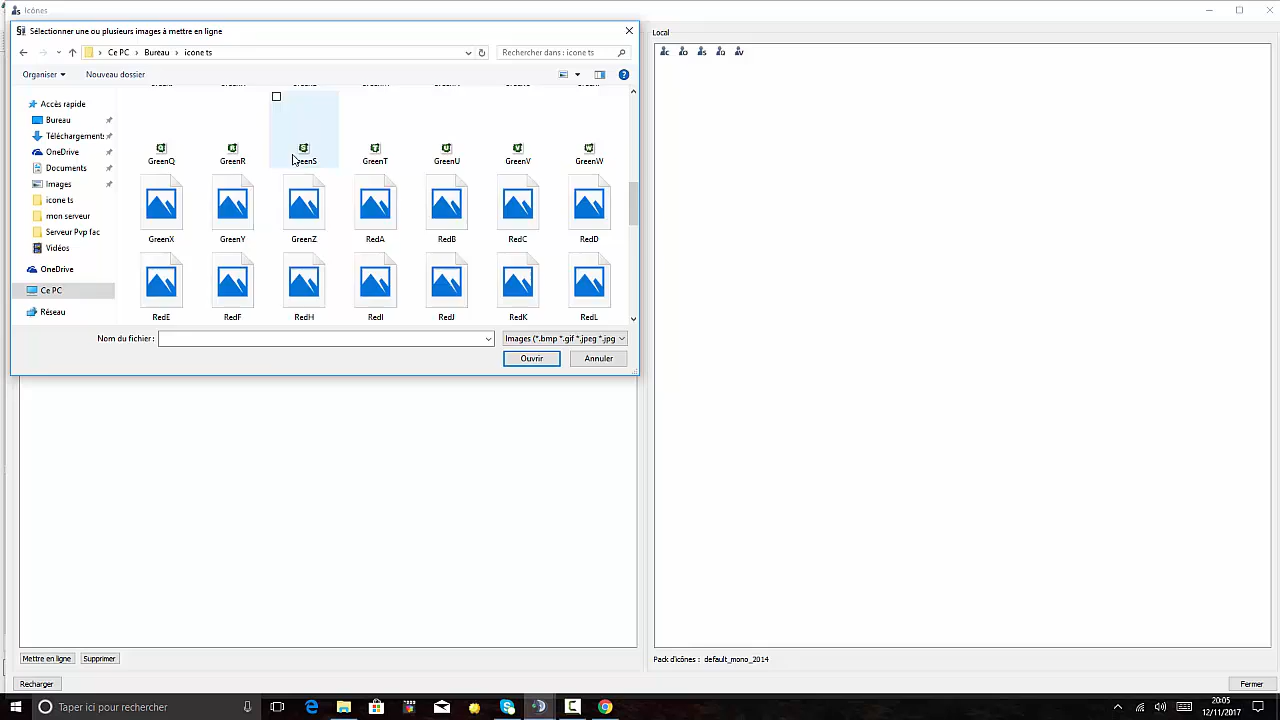 Icônes
Sélectionner une ou plusieurs images à mettre en ligne
Ce PC
Bureau
icone ts
Rechercher dans : icone ts
Organiser
Nouveau dossier
Accès rapide
Bureau
Téléchargements
OneDrive
Documents
Images
icone ts
mon serveur
Serveur Pvp fac
Vidéos
OneDrive
Ce PC
Réseau
GreenQ
GreenR
GreenS
GreenT
GreenU
GreenV
GreenW
GreenX
GreenY
GreenZ
RedA
RedB
RedC
RedD
RedE
RedF
RedH
RedI
RedJ
RedK
RedL
Nom du fichier :
Images (*.bmp *.gif *.jpeg *.jpg
Ouvrir
Annuler
Local
Mettre en ligne
Supprimer
Pack d'icônes : default_mono_2014
Recharger
Fermer
Taper ici pour rechercher
20:05
12/11/2017